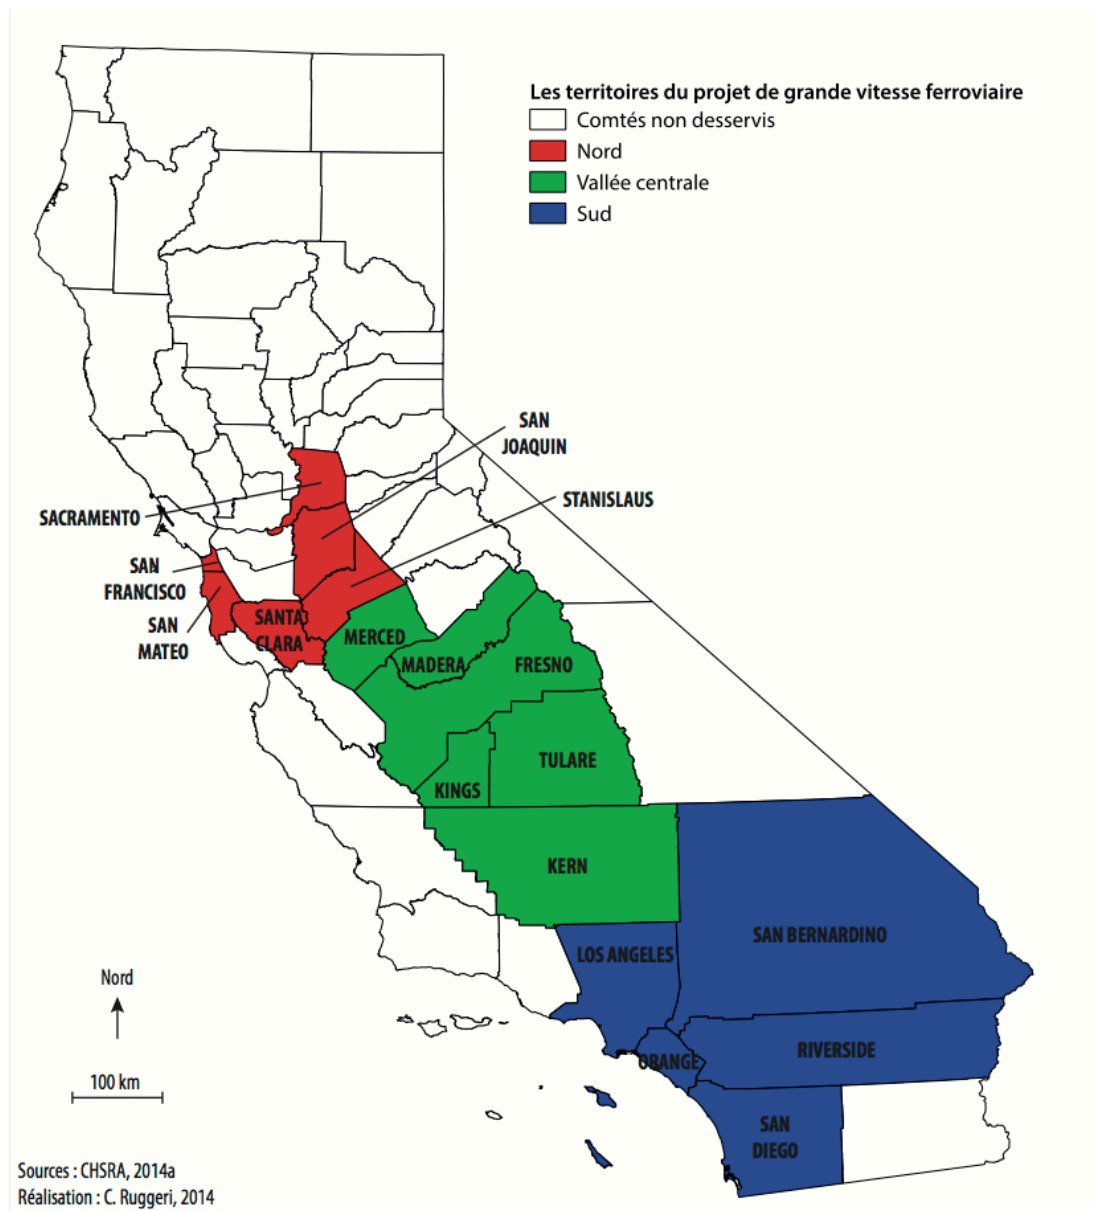 Les territoires du projet de grande vitesse ferroviaire
Comtés non desservis
Nord
Vallée centrale
Sud
SAN
JOAQUIN
STANISLAUS
SACRAMENTO
SAN
FRANCISCO
SAN
MATEO
SANTA
CLARA
MERCED
MADERA
FRESNO
TULARE
KINGS
KERN
LOS ANGELES
SAN BERNARDINO
ORANGE
RIVERSIDE
SAN
DIEGO
Nord
100 km
Sources : CHSRA, 2014a
Réalisation : C. Ruggeri, 2014